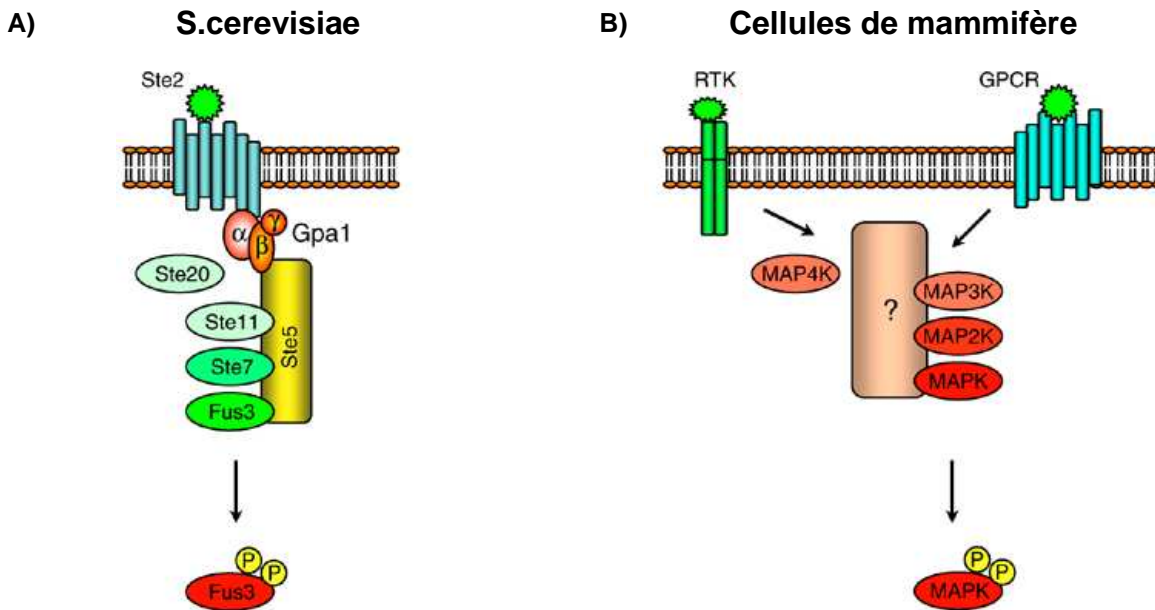 A) S.cerevisiae
Ste2
α
β
γ
Gpa1
Ste20
Ste11
Ste7
Fus3
Ste5
P
P
Fus3
B) Cellules de mammifère
RTK
GPCR
MAP4K
?
MAP3K
MAP2K
MAPK
P
P
MAPK